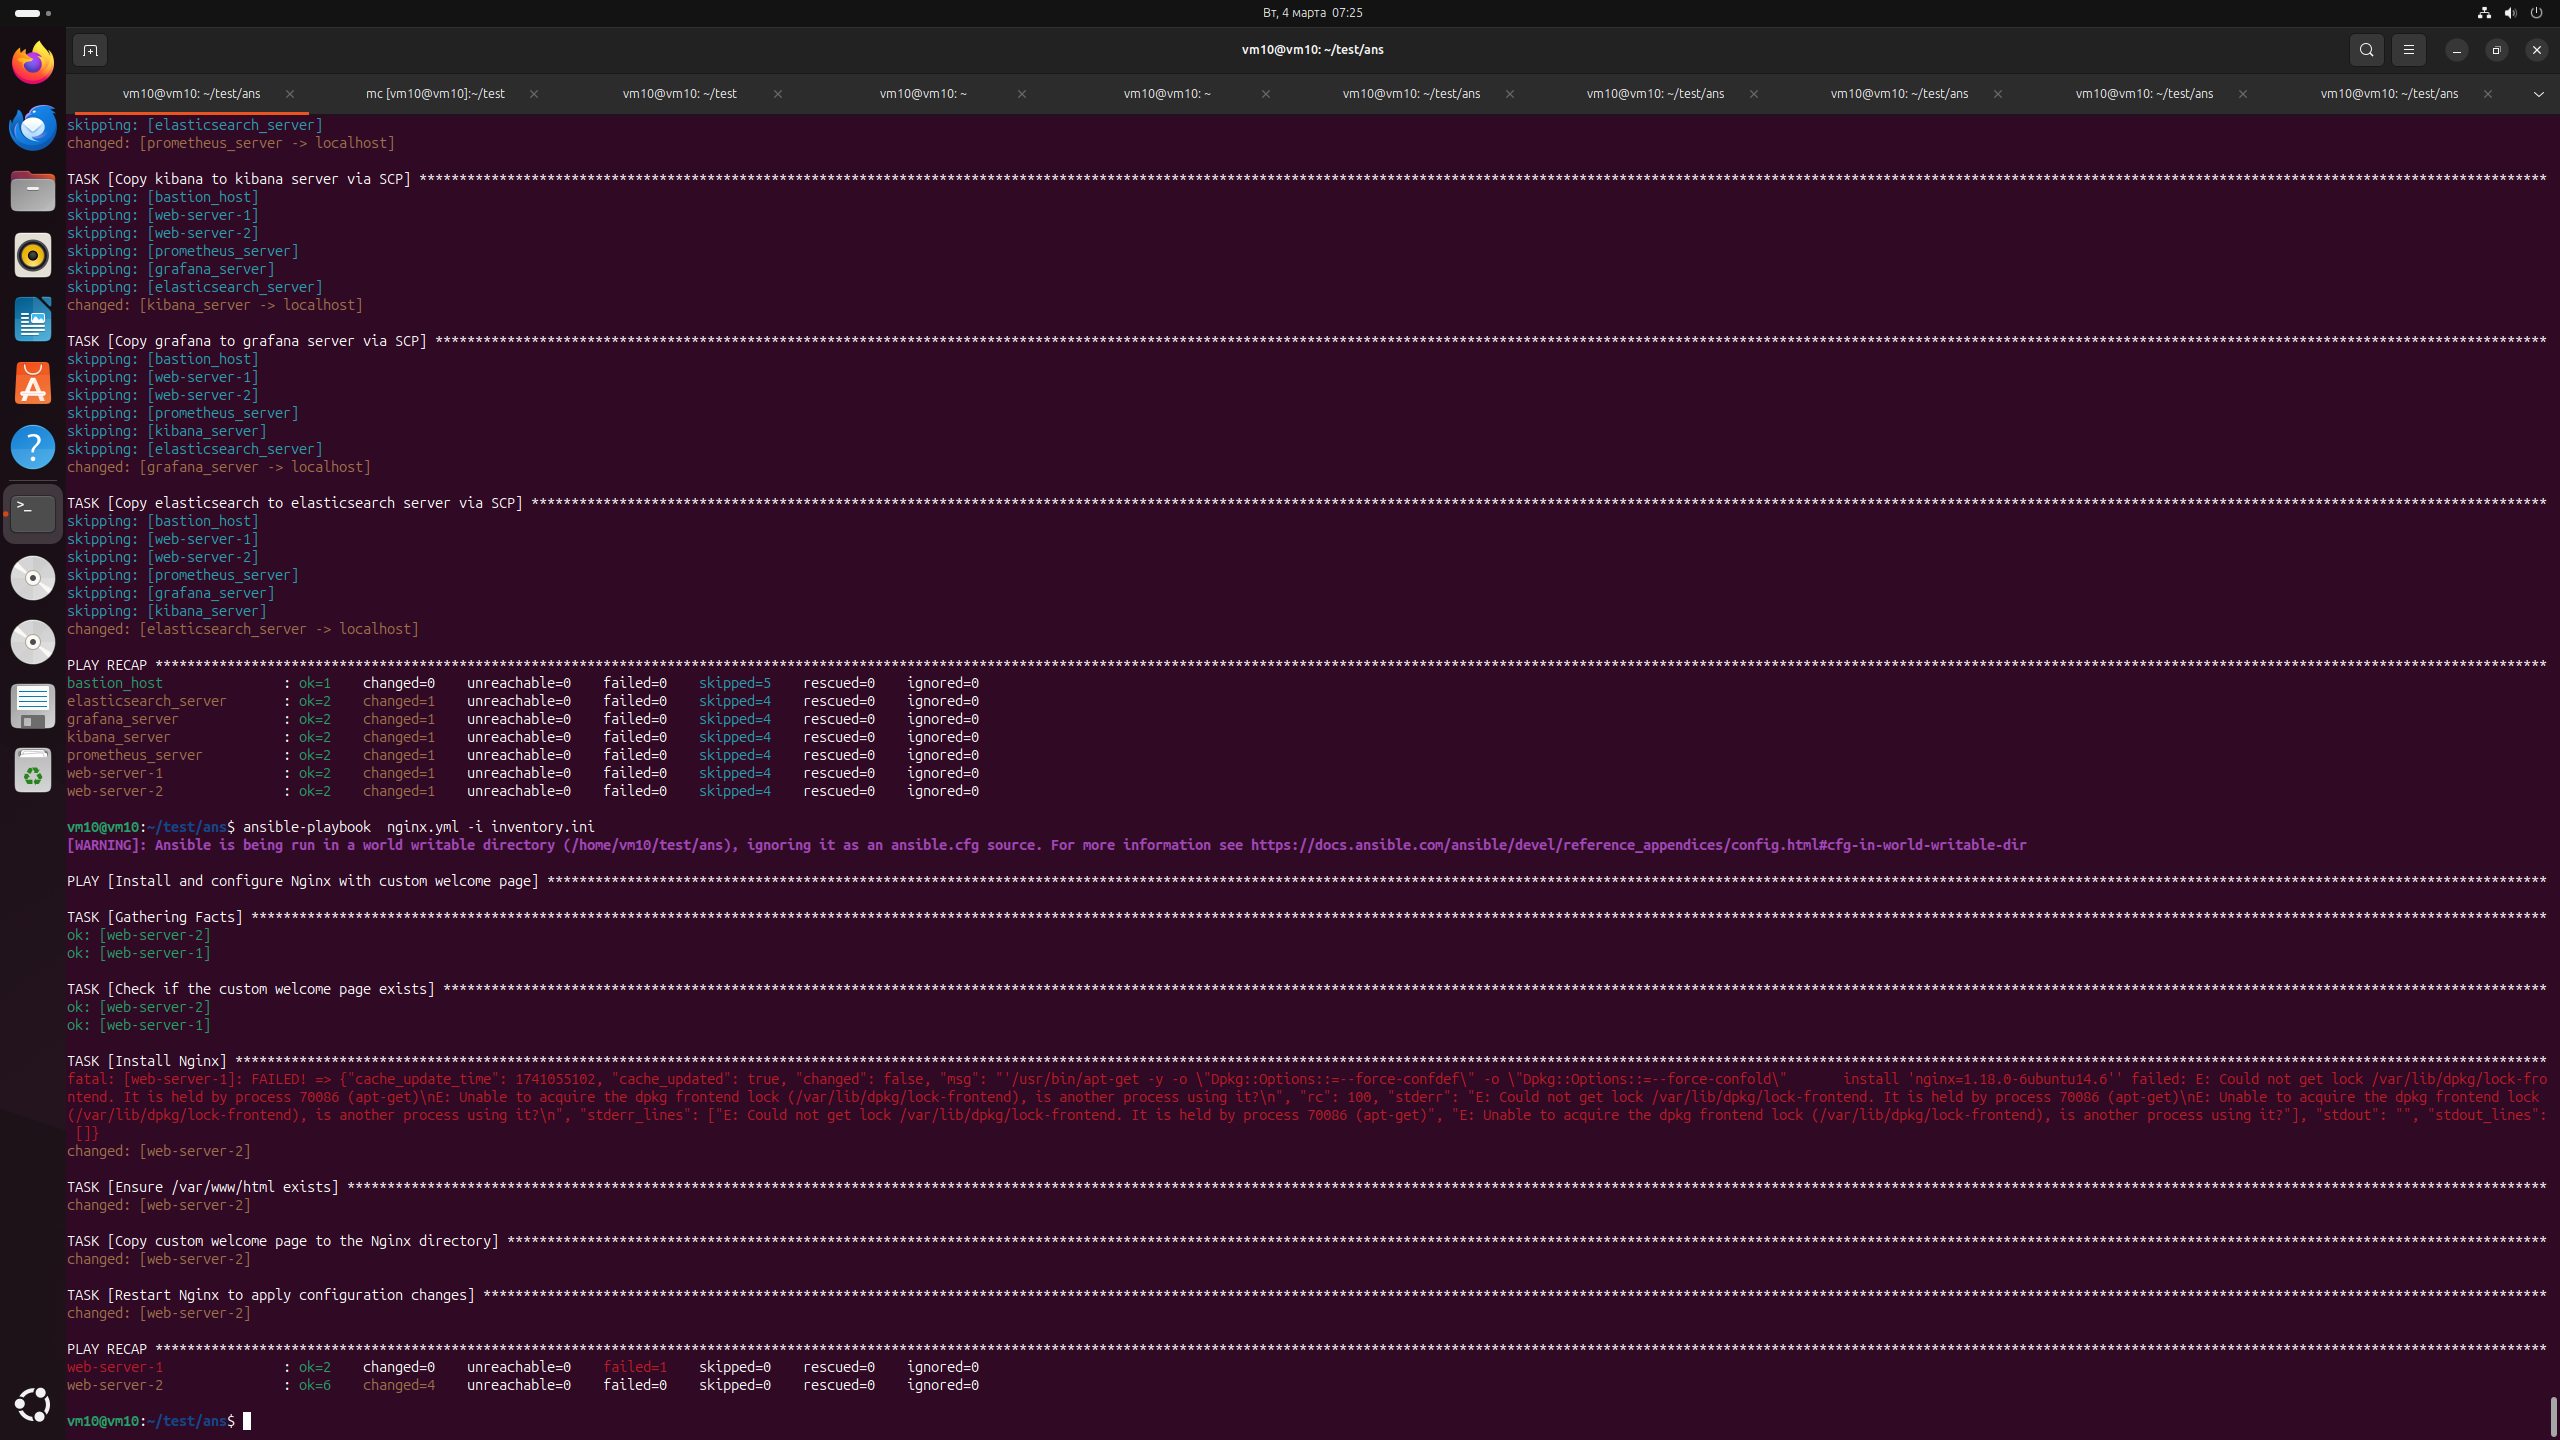 Вт, 4 марта 07:25
vm10@vm10: ~/test/ans
vm10@vm10: ~/test/ans
mc [vm10@vm10]:~/test
vm10@vm10: ~/test
vm10@vm10: ~
vm10@vm10: ~
vm10@vm10: ~/test/ans
vm10@vm10: ~/test/ans
vm10@vm10: ~/test/ans
vm10@vm10: ~/test/ans
vm10@vm10: ~/test/ans
skipping: [elasticsearch_server]
changed: [prometheus_server -> localhost]
TASK [Copy kibana to kibana server via SCP] ****
skipping: [bastion_host]
skipping: [web-server-1]
skipping: [web-server-2]
skipping: [prometheus_server]
skipping: [grafana_server]
skipping: [elasticsearch_server]
changed: [kibana_server -> localhost]
TASK [Copy grafana to grafana server via SCP] ****
skipping: [bastion_host]
skipping: [web-server-1]
skipping: [web-server-2]
skipping: [prometheus_server]
skipping: [kibana_server]
skipping: [elasticsearch_server]
changed: [grafana_server -> localhost]
TASK [Copy elasticsearch to elasticsearch server via SCP] ****
skipping: [bastion_host]
skipping: [web-server-1]
skipping: [web-server-2]
skipping: [prometheus_server]
skipping: [grafana_server]
skipping: [kibana_server]
changed: [elasticsearch_server -> localhost]
PLAY RECAP ****
bastion_host : ok=1 changed=0 unreachable=0 failed=0 skipped=5 rescued=0 ignored=0
elasticsearch_server : ok=2 changed=1 unreachable=0 failed=0 skipped=4 rescued=0 ignored=0
grafana_server : ok=2 changed=1 unreachable=0 failed=0 skipped=4 rescued=0 ignored=0
kibana_server : ok=2 changed=1 unreachable=0 failed=0 skipped=4 rescued=0 ignored=0
prometheus_server : ok=2 changed=1 unreachable=0 failed=0 skipped=4 rescued=0 ignored=0
web-server-1 : ok=2 changed=1 unreachable=0 failed=0 skipped=4 rescued=0 ignored=0
web-server-2 : ok=2 changed=1 unreachable=0 failed=0 skipped=4 rescued=0 ignored=0
vm10@vm10:~/test/ans$ ansible-playbook  nginx.yml -i inventory.ini
[WARNING]: Ansible is being run in a world writable directory (/home/vm10/test/ans), ignoring it as an ansible.cfg source. For more information see https://docs.ansible.com/ansible/devel/reference_appendices/config.html#cfg-in-world-writable-dir
PLAY [Install and configure Nginx with custom welcome page] ****
TASK [Gathering Facts] ****
ok: [web-server-2]
ok: [web-server-1]
TASK [Check if the custom welcome page exists] ****
ok: [web-server-2]
ok: [web-server-1]
TASK [Install Nginx] ****
fatal: [web-server-1]: FAILED! => {"cache_update_time": 1741055102, "cache_updated": true, "changed": false, "msg": "'/usr/bin/apt-get -y -o \"Dpkg::Options::=--force-confdef\" -o \"Dpkg::Options::=--force-confold\"       install 'nginx=1.18.0-6ubuntu14.6'' failed: E: Could not get lock /var/lib/dpkg/lock-fro
ntend. It is held by process 70086 (apt-get)\nE: Unable to acquire the dpkg frontend lock (/var/lib/dpkg/lock-frontend), is another process using it?\n", "rc": 100, "stderr": "E: Could not get lock /var/lib/dpkg/lock-frontend. It is held by process 70086 (apt-get)\nE: Unable to acquire the dpkg frontend lock
(/var/lib/dpkg/lock-frontend), is another process using it?\n", "stderr_lines": ["E: Could not get lock /var/lib/dpkg/lock-frontend. It is held by process 70086 (apt-get)", "E: Unable to acquire the dpkg frontend lock (/var/lib/dpkg/lock-frontend), is another process using it?"], "stdout": "", "stdout_lines":
[]}
changed: [web-server-2]
TASK [Ensure /var/www/html exists] ****
changed: [web-server-2]
TASK [Copy custom welcome page to the Nginx directory] ****
changed: [web-server-2]
TASK [Restart Nginx to apply configuration changes] ****
changed: [web-server-2]
PLAY RECAP ****
web-server-1 : ok=2 changed=0 unreachable=0 failed=1 skipped=0 rescued=0 ignored=0
web-server-2 : ok=6 changed=4 unreachable=0 failed=0 skipped=0 rescued=0 ignored=0
vm10@vm10:~/test/ans$